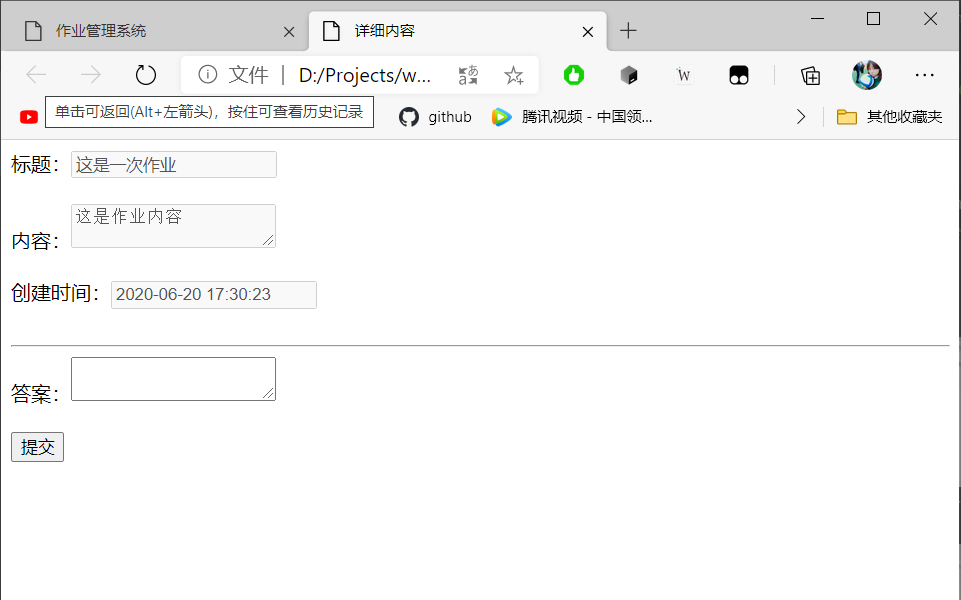 作业管理系统
详细内容
文件
D:/Projects/w...
单击可返回(Alt+左箭头)，按住可查看历史记录
github
腾讯视频 - 中国领...
其他收藏夹
标题：
这是一次作业
内容：
这是作业内容
创建时间：
2020-06-20 17:30:23
答案：
提交